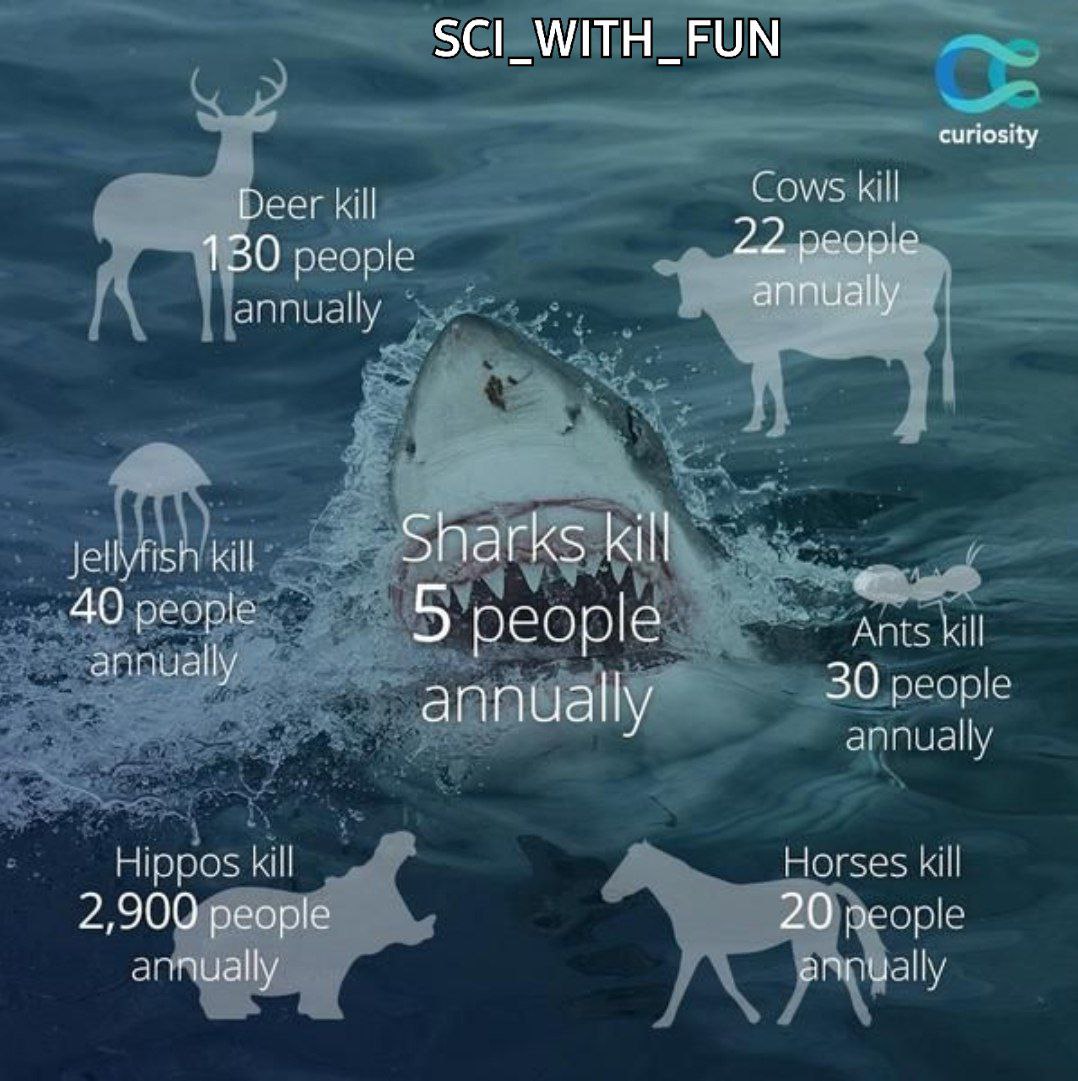 SCI_WITH_FUN
curiosity
Deer kill
130 people
annually
Cows kill
22 people
annually
Jellyfish kill
40 people
annually
Sharks kill
5 people
annually
Ants kill
30 people
annually
Hippos kill
2,900 people
annually
Horses kill
20 people
annually